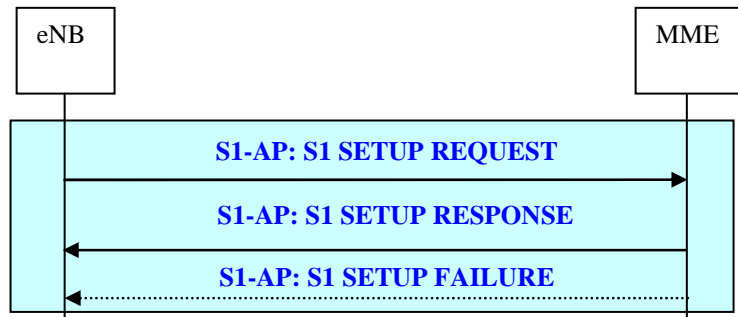 eNB
MME
S1-AP: S1 SETUP REQUEST
S1-AP: S1 SETUP RESPONSE
S1-AP: S1 SETUP FAILURE